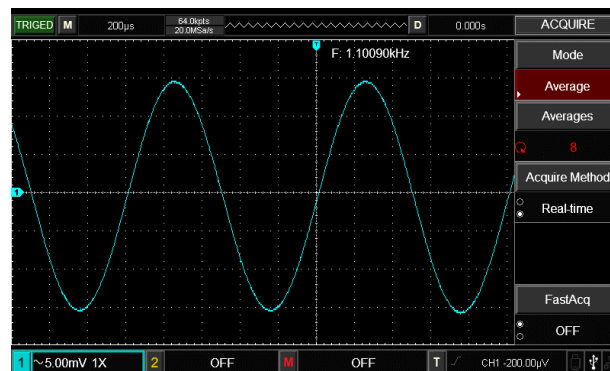 TRIGED M 200µs 64.0kpts D 0.000s ACQUIRE
20.0MSa/s
T
F: 1.10090kHz
Mode
Average
Averages
8
1
Acquire Method
Real-time
FastAcq
OFF
1 ~5.00mV 1X 2 OFF M OFF T CH1 -200.00µV